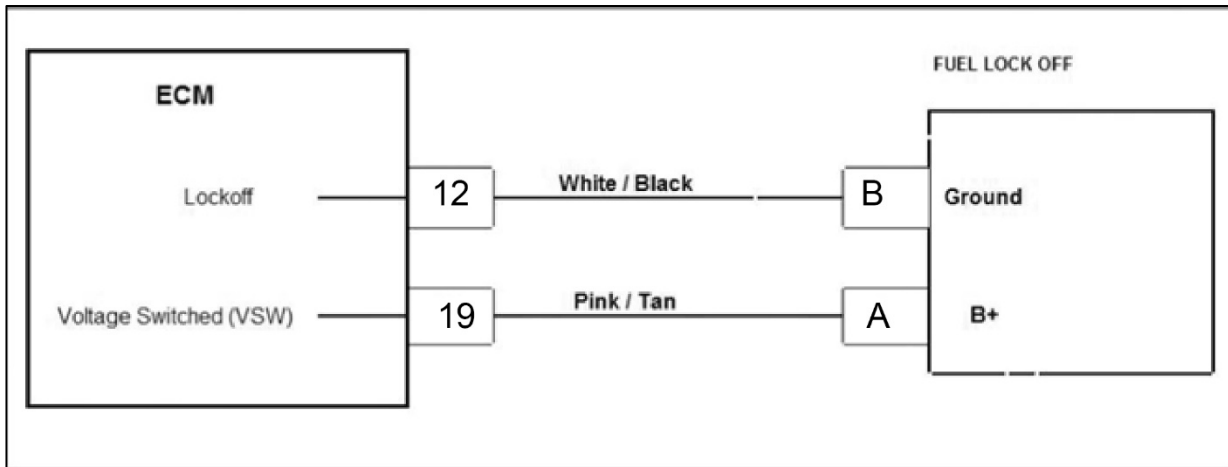 FUEL LOCK OFF
ECM
Lockoff
12
White / Black
B
Ground
Voltage Switched (VSW)
19
Pink / Tan
A
B+